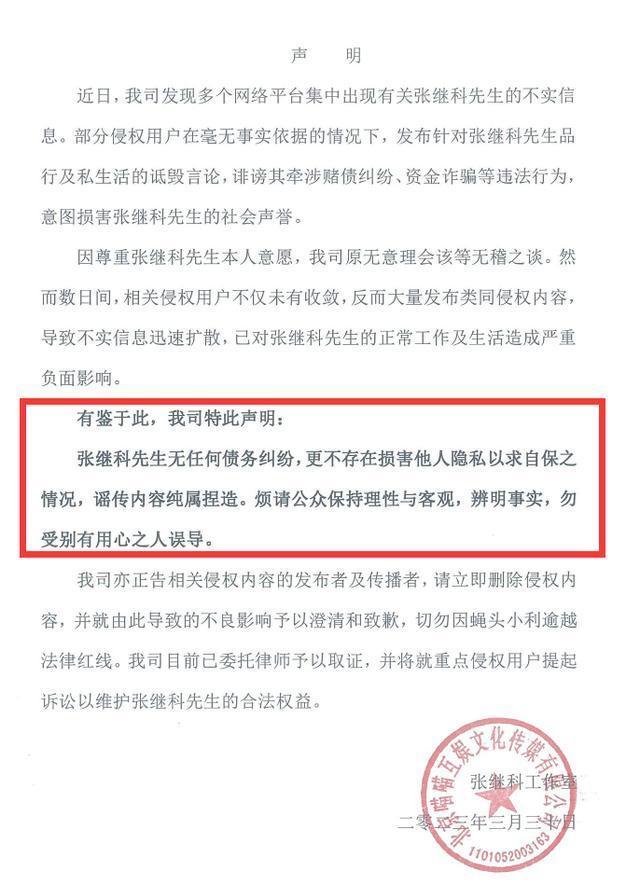 声 明
近日，我司发现多个网络平台集中出现有关张继科先生的不实信
息。部分侵权用户在毫无事实依据的情况下，发布针对张继科先生品
行及私生活的诋毁言论，诽谤其牵涉赌债纠纷、资金诈骗等违法行为，
意图损害张继科先生的社会声誉。
因尊重张继科先生本人意愿，我司原无意理会该等无稽之谈。然
而数日间，相关侵权用户不仅未有收敛，反而大量发布类同侵权内容，
导致不实信息迅速扩散，已对张继科先生的正常工作及生活造成严重
负面影响。
有鉴于此，我司特此声明：
张继科先生无任何债务纠纷，更不存在损害他人隐私以求自保之
情况，谣传内容纯属捏造。烦请公众保持理性与客观，辨明事实，勿
受别有用心之人误导。
我司亦正告相关侵权内容的发布者及传播者，请立即删除侵权内
容，并就由此导致的不良影响予以澄清和致歉，切勿因蝇头小利逾越
法律红线。我司目前已委托律师予以取证，并将就重点侵权用户提起
诉讼以维护张继科先生的合法权益。
张继科工作室
二零二三年三月三十日
北京喵喵互娱文化传媒有限公司
1101052003163